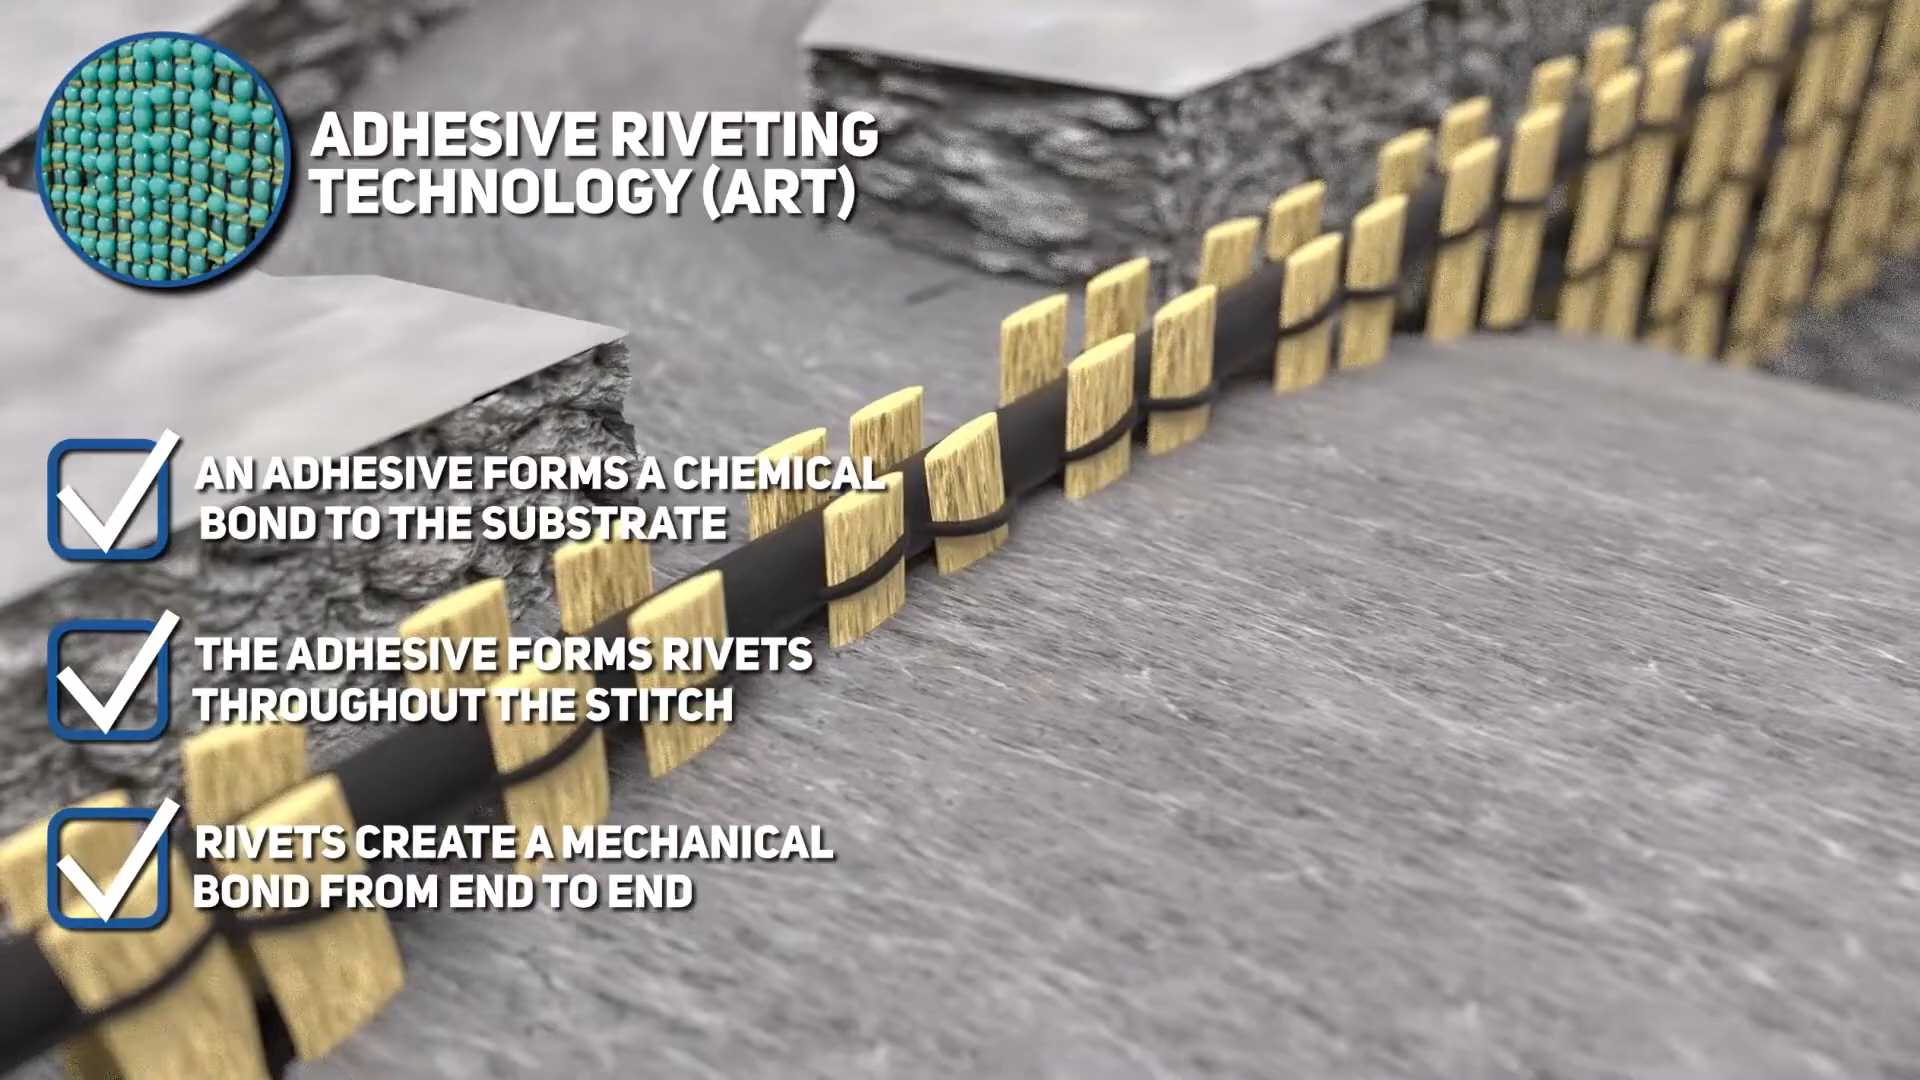 ADHESIVE RIVETING
TECHNOLOGY (ART)
AN ADHESIVE FORMS A CHEMICAL
BOND TO THE SUBSTRATE
THE ADHESIVE FORMS RIVETS
THROUGHOUT THE STITCH
RIVETS CREATE A MECHANICAL
BOND FROM END TO END